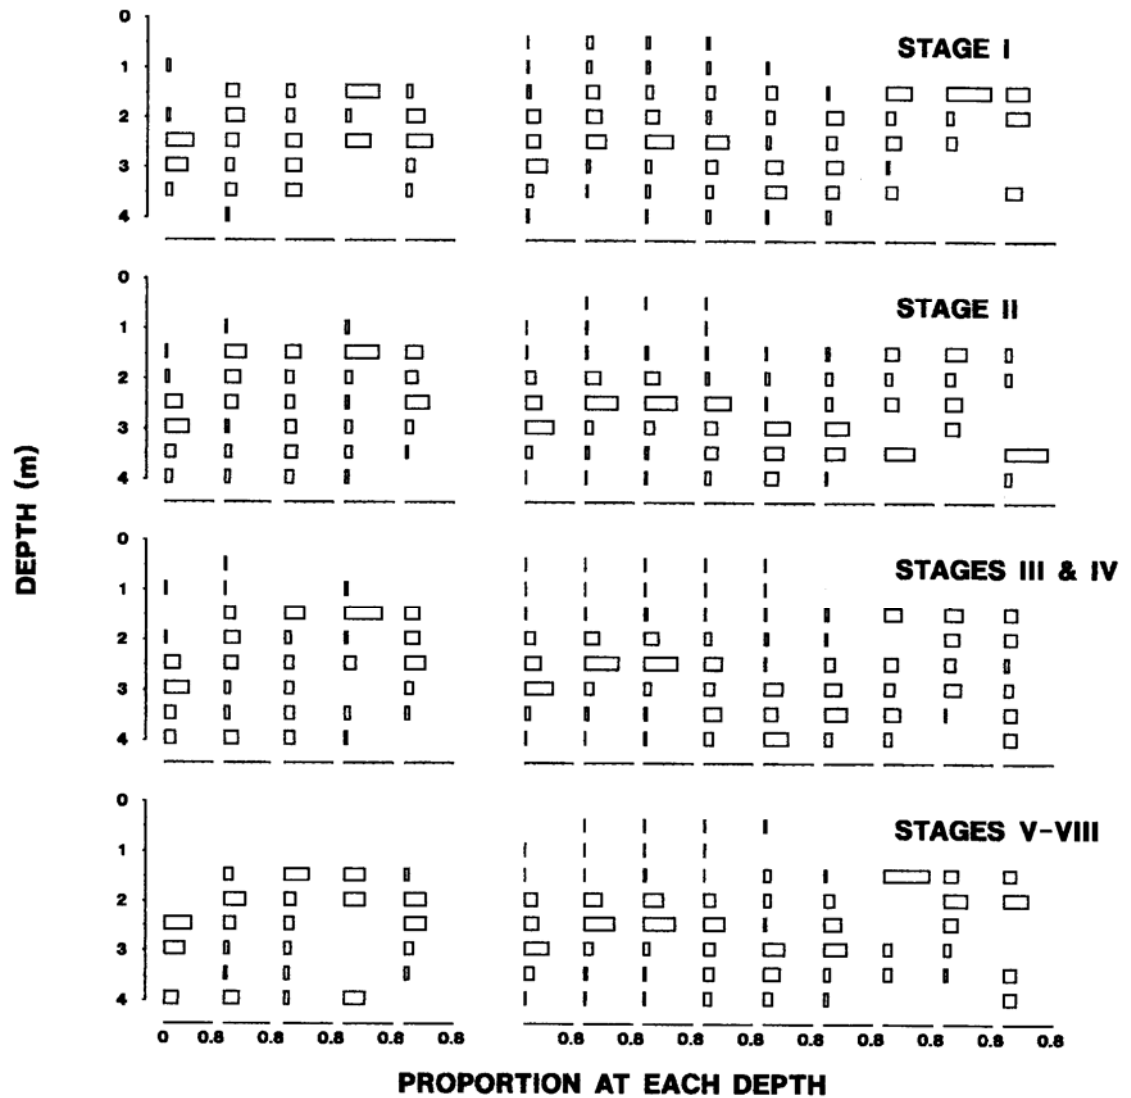 0
1
2
3
4
STAGE I
0
1
2
3
4
STAGE II
DEPTH (m)
0
1
2
3
4
STAGES III & IV
0
1
2
3
4
STAGES V-VIII
0 0.8 0.8 0.8 0.8 0.8 0.8 0.8 0.8 0.8 0.8 0.8 0.8 0.8 0.8
PROPORTION AT EACH DEPTH